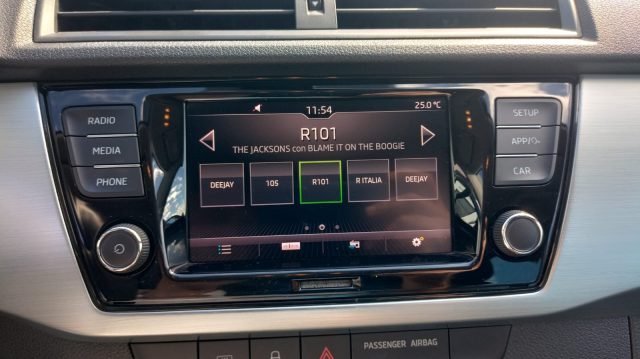 11:54
25.0 °C
R101
THE JACKSONS con BLAME IT ON THE BOOGIE
DEEJAY
105
R101
R ITALIA
DEEJAY
RADIO
MEDIA
PHONE
SETUP
APP/
CAR
PASSENGER AIRBAG